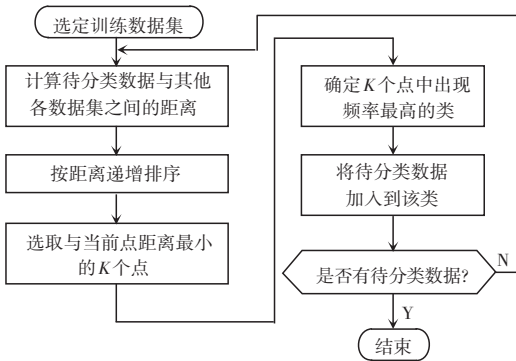 选定训练数据集
计算待分类数据与其他
各数据集之间的距离
按距离递增排序
选取与当前点距离最小
的K个点
确定K个点中出现
频率最高的类
将待分类数据
加入到该类
是否有待分类数据?
N
Y
结束